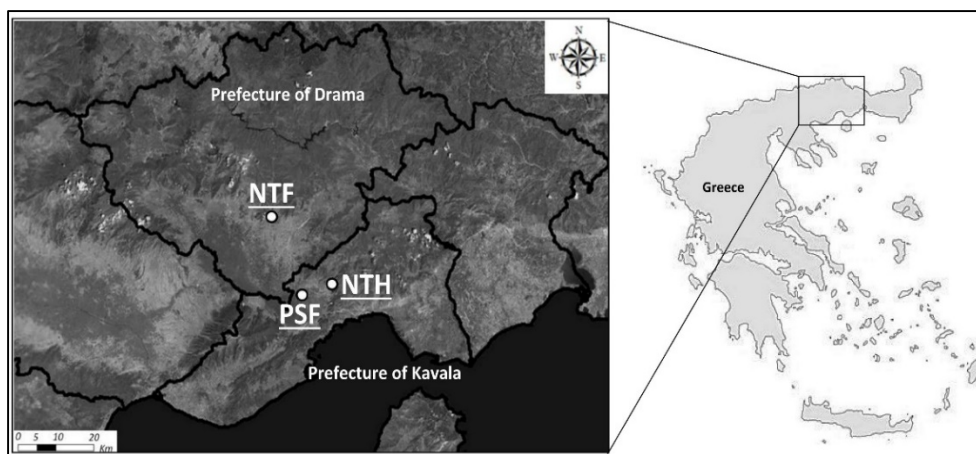 N
W E
S
Prefecture of Drama
NTF
NTH
PSF
Prefecture of Kavala
0 5 10 20
Km
Greece